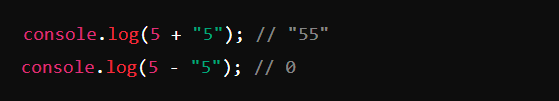 console.log(5 + "5"); // "55"
console.log(5 - "5"); // 0